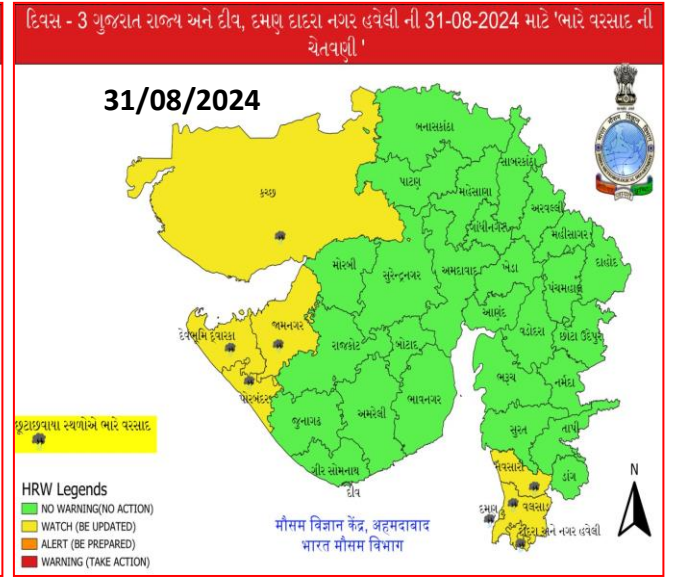 દિવસ - 3 ગુજરાત રાજ્ય અને દીવ, દમણ દાદરા નગર હવેલી ની 31-08-2024 માટે 'ભારે વરસાદ ની
ચેતવણી '
31/08/2024
બનાસકાંઠા
સાબરકાંઠા
પાટણ
મહેસાણા
અરવલ્લી
કચ્છ
ગાંધીનગર
મહીસાગર
મોરબી
સુરેન્દ્રનગર
અમદાવાદ
ખેડા
દાહોદ
પંચમહાલ
જામનગર
આણંદ
દેવભૂમિ દ્વારકા
રાજકોટ
બોટાદ
વડોદરા
છોટા ઉદેપુર
પોરબંદર
ભરૂચ
નર્મદા
જુનાગઢ
અમરેલી
ભાવનગર
છૂટાછવાયા સ્થળોએ ભારે વરસાદ
સુરત
તાપી
ગીર સોમનાથ
નવસારી
ડાંગ
દીવ
N
HRW Legends
NO WARNING(NO ACTION)
WATCH (BE UPDATED)
ALERT (BE PREPARED)
WARNING (TAKE ACTION)
દમણ
વલસાડ
દાદરા અને નગર હવેલી
मौसम विज्ञान केंद्र, अहमदाबाद
भारत मौसम विभाग